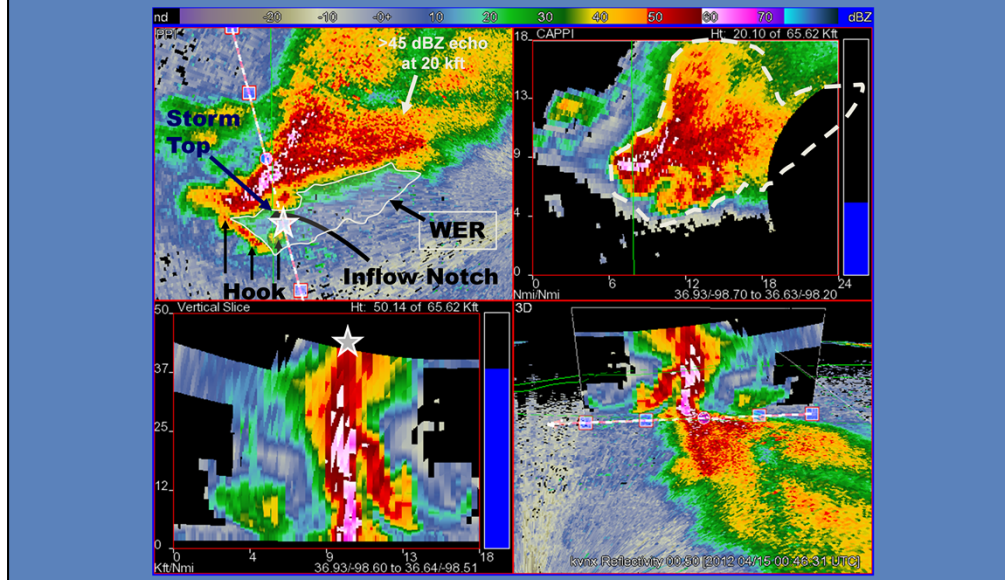 nd -20 -10 -0+ 10 20 30 40 50 60 70 dBZ
PPI
>45 dBZ echo
at 20 kft
Storm
Top
WER
Inflow Notch
Hook
CAPPI Ht: 20.10 of 65.62 Kft
18
13
9
4
0
0 6 12 18 24
Nmi/Nmi 36.93/-98.70 to 36.63/-98.20
Vertical Slice Ht: 50.14 of 65.62 Kft
50
37
25
12
0
0 4 9 13 18
Kft/Nmi 36.93/-98.60 to 36.64/-98.51
3D
kvnx Reflectivity 00.50 [2012/04/15 00:46:31 UTC]